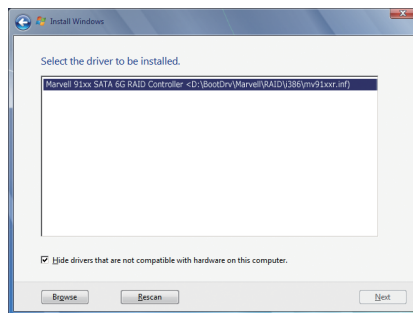 Install Windows
Select the driver to be installed.
Marvell 91xx SATA 6G RAID Controller <D:\BootDrv\Marvell\RAID\i386\mv91xxr.inf)
Hide drivers that are not compatible with hardware on this computer.
Browse Rescan Next